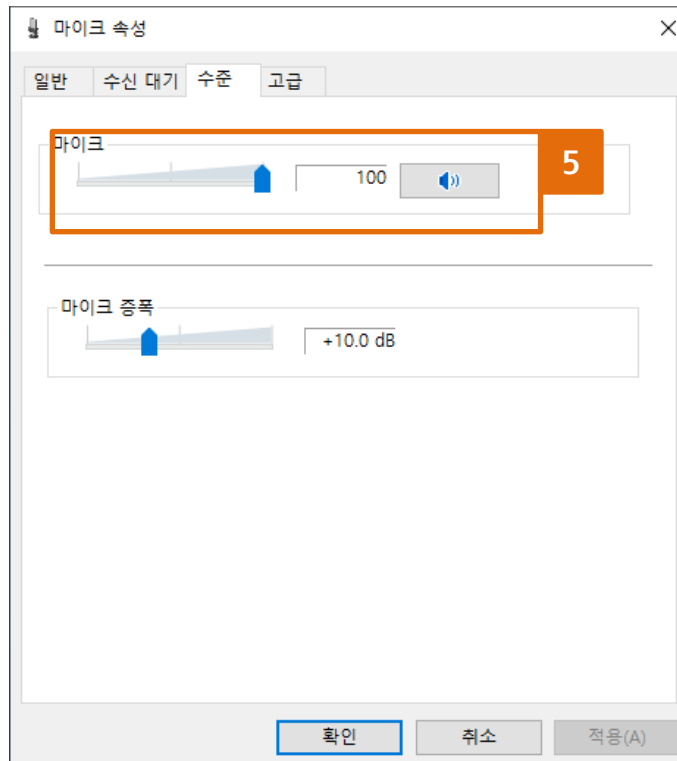 마이크 속성
일반 수신 대기 수준 고급
마이크
100
5
마이크 증폭
+10.0 dB
확인 취소 적용(A)